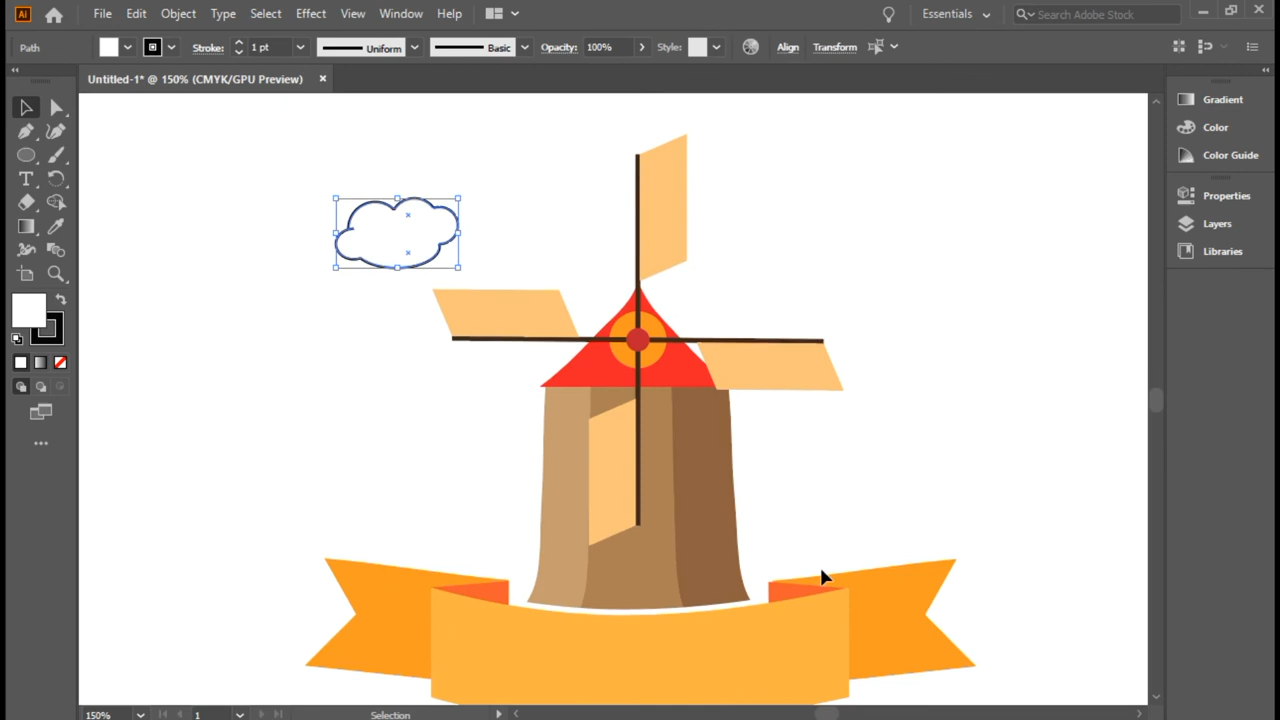 Ai File Edit Object Type Select Effect View Window Help Essentials Search Adobe Stock
Path Stroke: 1 pt Uniform Basic Opacity: 100% Style: Align Transform
Untitled-1* @ 150% (CMYK/GPU Preview) ×
Gradient
Color
Color Guide
Properties
Layers
Libraries
T
150% 1 Selection